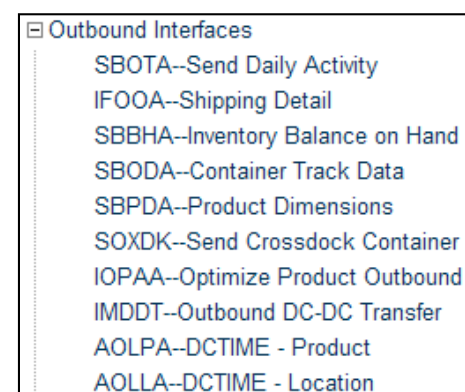 Outbound Interfaces
SBOTA--Send Daily Activity
IFOOA--Shipping Detail
SBBHA--Inventory Balance on Hand
SBODA--Container Track Data
SBPDA--Product Dimensions
SOXDK--Send Crossdock Container
IOPAA--Optimize Product Outbound
IMDDT--Outbound DC-DC Transfer
AOLPA--DCTIME - Product
AOLLA--DCTIME - Location